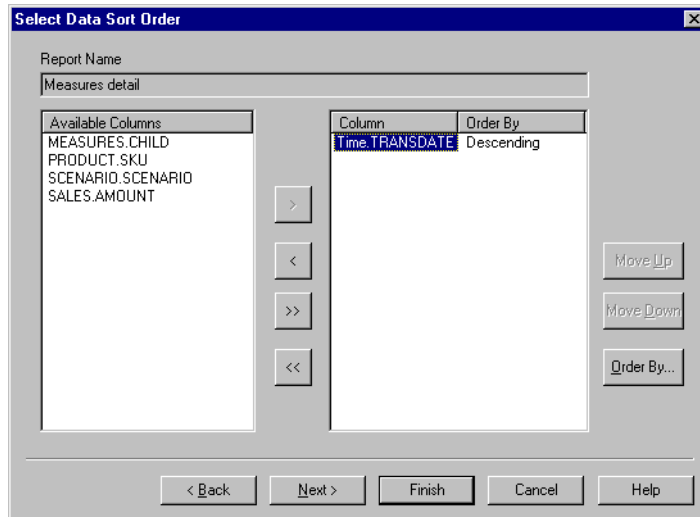 Select Data Sort Order
Report Name
Measures detail
Available Columns
MEASURES.CHILD
PRODUCT.SKU
SCENARIO.SCENARIO
SALES.AMOUNT
>
<
>>
<<
Column Order By
Time.TRANSDATE Descending
Move Up
Move Down
Order By...
< Back Next > Finish Cancel Help